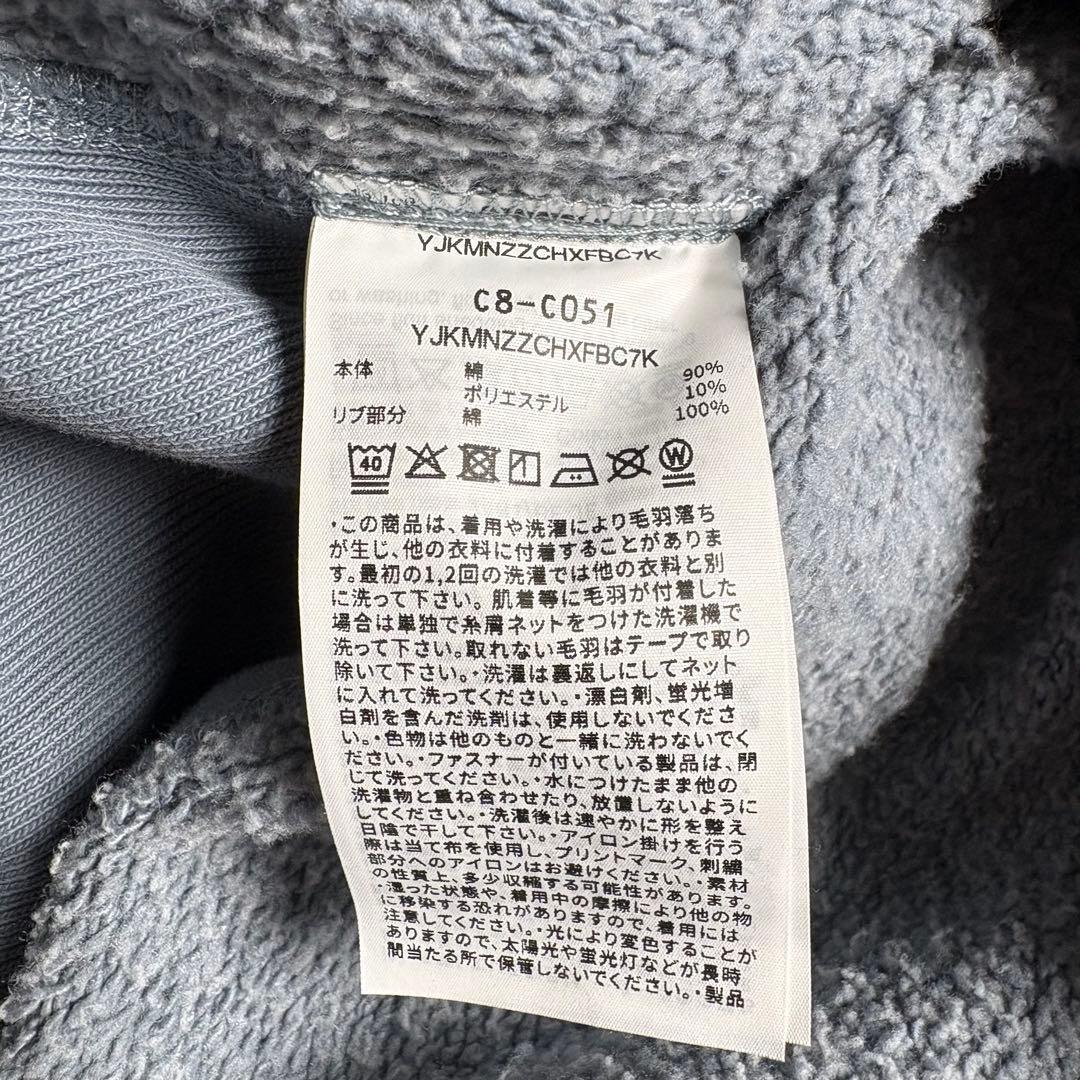 YJKMNZZCHXFBC7K
C8-C051
YJKMNZZCHXFBC7K
本体 綿 90%
ポリエステル 10%
リブ部分 綿 100%
40 W
・この商品は、着用や洗濯により毛羽落ち
が生じ、他の衣料に付着することがありま
す。最初の1,2回の洗濯では他の衣料と別
に洗って下さい。肌着等に毛羽が付着した
場合は単独で糸屑ネットをつけた洗濯機で
洗って下さい。取れない毛羽はテープで取り
除いて下さい。・洗濯は裏返しにしてネット
に入れて洗ってください。・漂白剤、蛍光増
白剤を含んだ洗剤は、使用しないでくださ
い。・色物は他のものと一緒に洗わないでく
ださい。・ファスナーが付いている製品は、閉
じて洗ってください。・水につけたまま他の
洗濯物と重ね合わせたり、放置しないように
してください。・洗濯後は速やかに形を整え
日陰で干して下さい。・アイロン掛けを行う
際は当て布を使用し、プリントマーク、刺繍
部分へのアイロンはお避けください。・素材
の性質上、多少収縮する可能性があります。
・湿った状態や、着用中の摩擦により他の物
に移染する恐れがありますので、着用には
注意してください。・光により変色することが
ありますので、太陽光や蛍光灯などが長時
間当たる所で保管しないでください。・製品